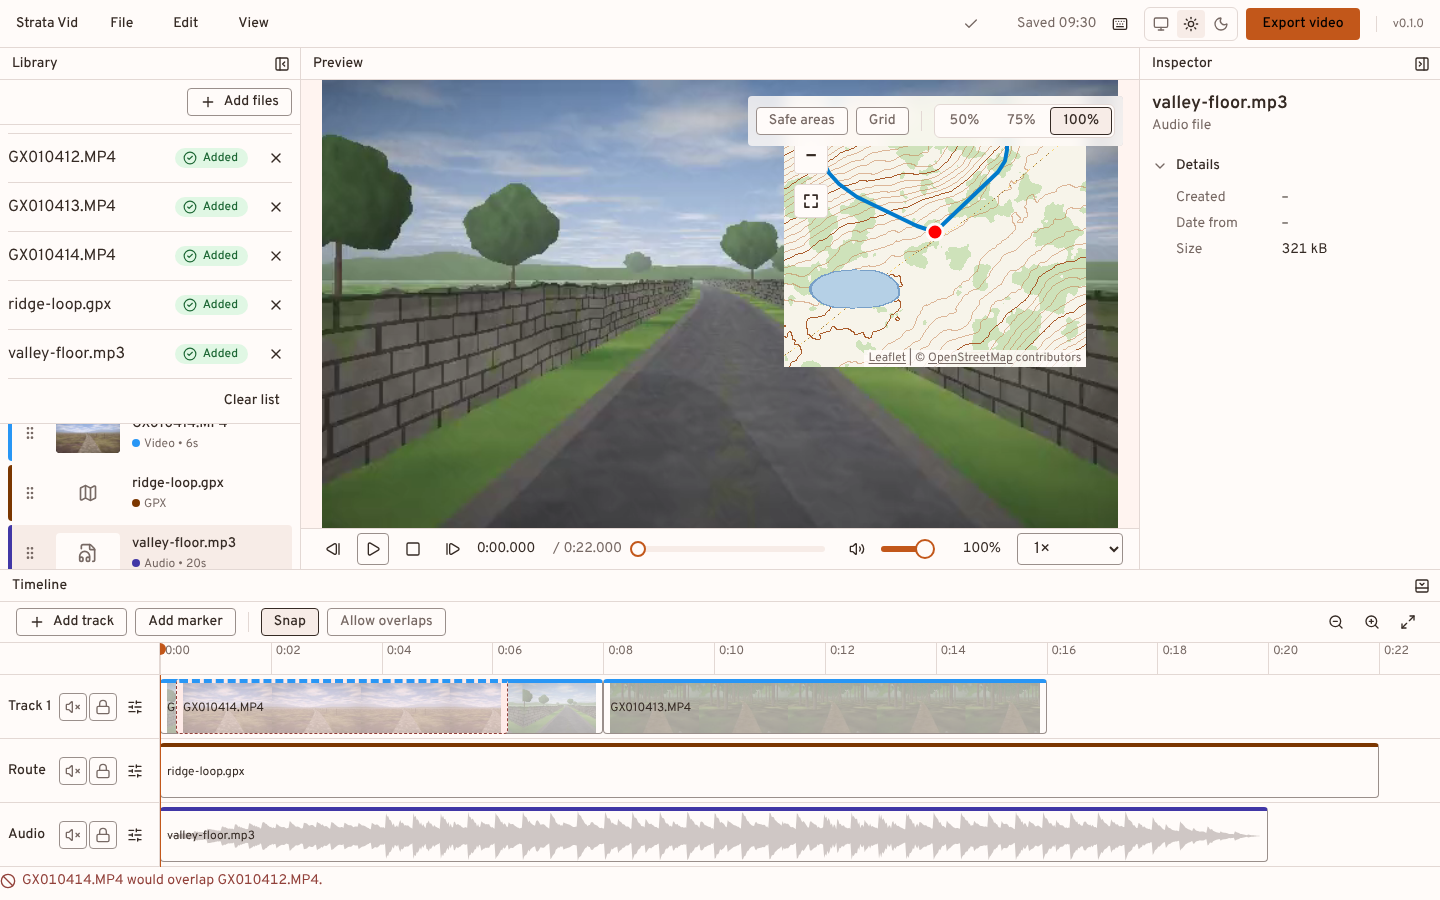 Strata Vid File Edit View Saved 09:30 Export video v0.1.0
Library
Add files
GX010412.MP4 Added
GX010413.MP4 Added
GX010414.MP4 Added
ridge-loop.gpx Added
valley-floor.mp3 Added
Clear list
GX010414.MP4
Video • 6s
ridge-loop.gpx
GPX
valley-floor.mp3
Audio • 20s
Preview
Safe areas Grid 50% 75% 100%
Leaflet | © OpenStreetMap contributors
0:00.000 / 0:22.000 100% 1×
Inspector
valley-floor.mp3
Audio file
Details
Created –
Date from –
Size 321 kB
Timeline
Add track Add marker Snap Allow overlaps
0:00 0:02 0:04 0:06 0:08 0:10 0:12 0:14 0:16 0:18 0:20 0:22
Track 1 G GX010414.MP4 GX010413.MP4
Route ridge-loop.gpx
Audio valley-floor.mp3
GX010414.MP4 would overlap GX010412.MP4.